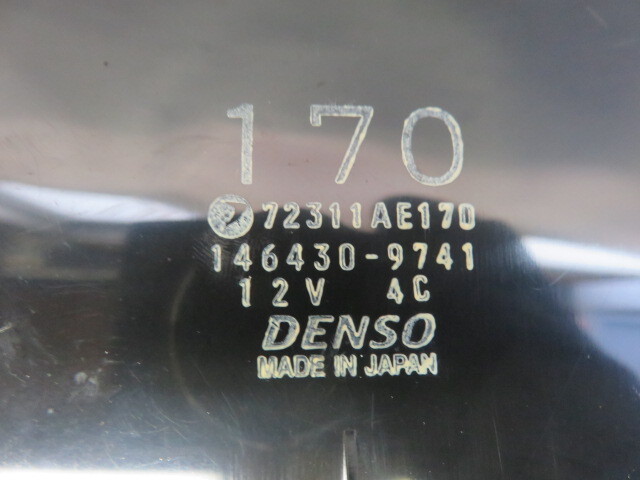 170
72311AE170
146430-9741
12V 4C
DENSO
MADE IN JAPAN